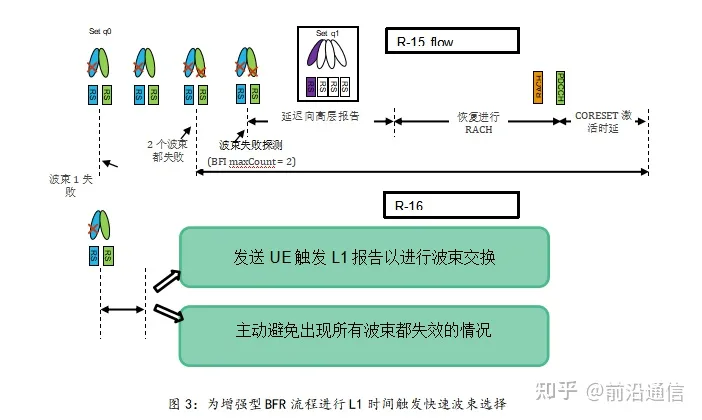 Set q0
Set q1
R-15 flow
RS RS RS RS RS RS RS RS RS RS RS RS
RACH PDCCH
延迟向高层报告
恢复进行
RACH
CORESET 激
活时延
2 个波束
都失败
波束失败探测
(BFI maxCount = 2)
波束 1 失
败
R-16
RS RS
发送 UE 触发 L1 报告以进行波束交换
主动避免出现所有波束都失效的情况
图 3：为增强型 BFR 流程进行 L1 时间触发快速波束选择
知乎 @前沿通信